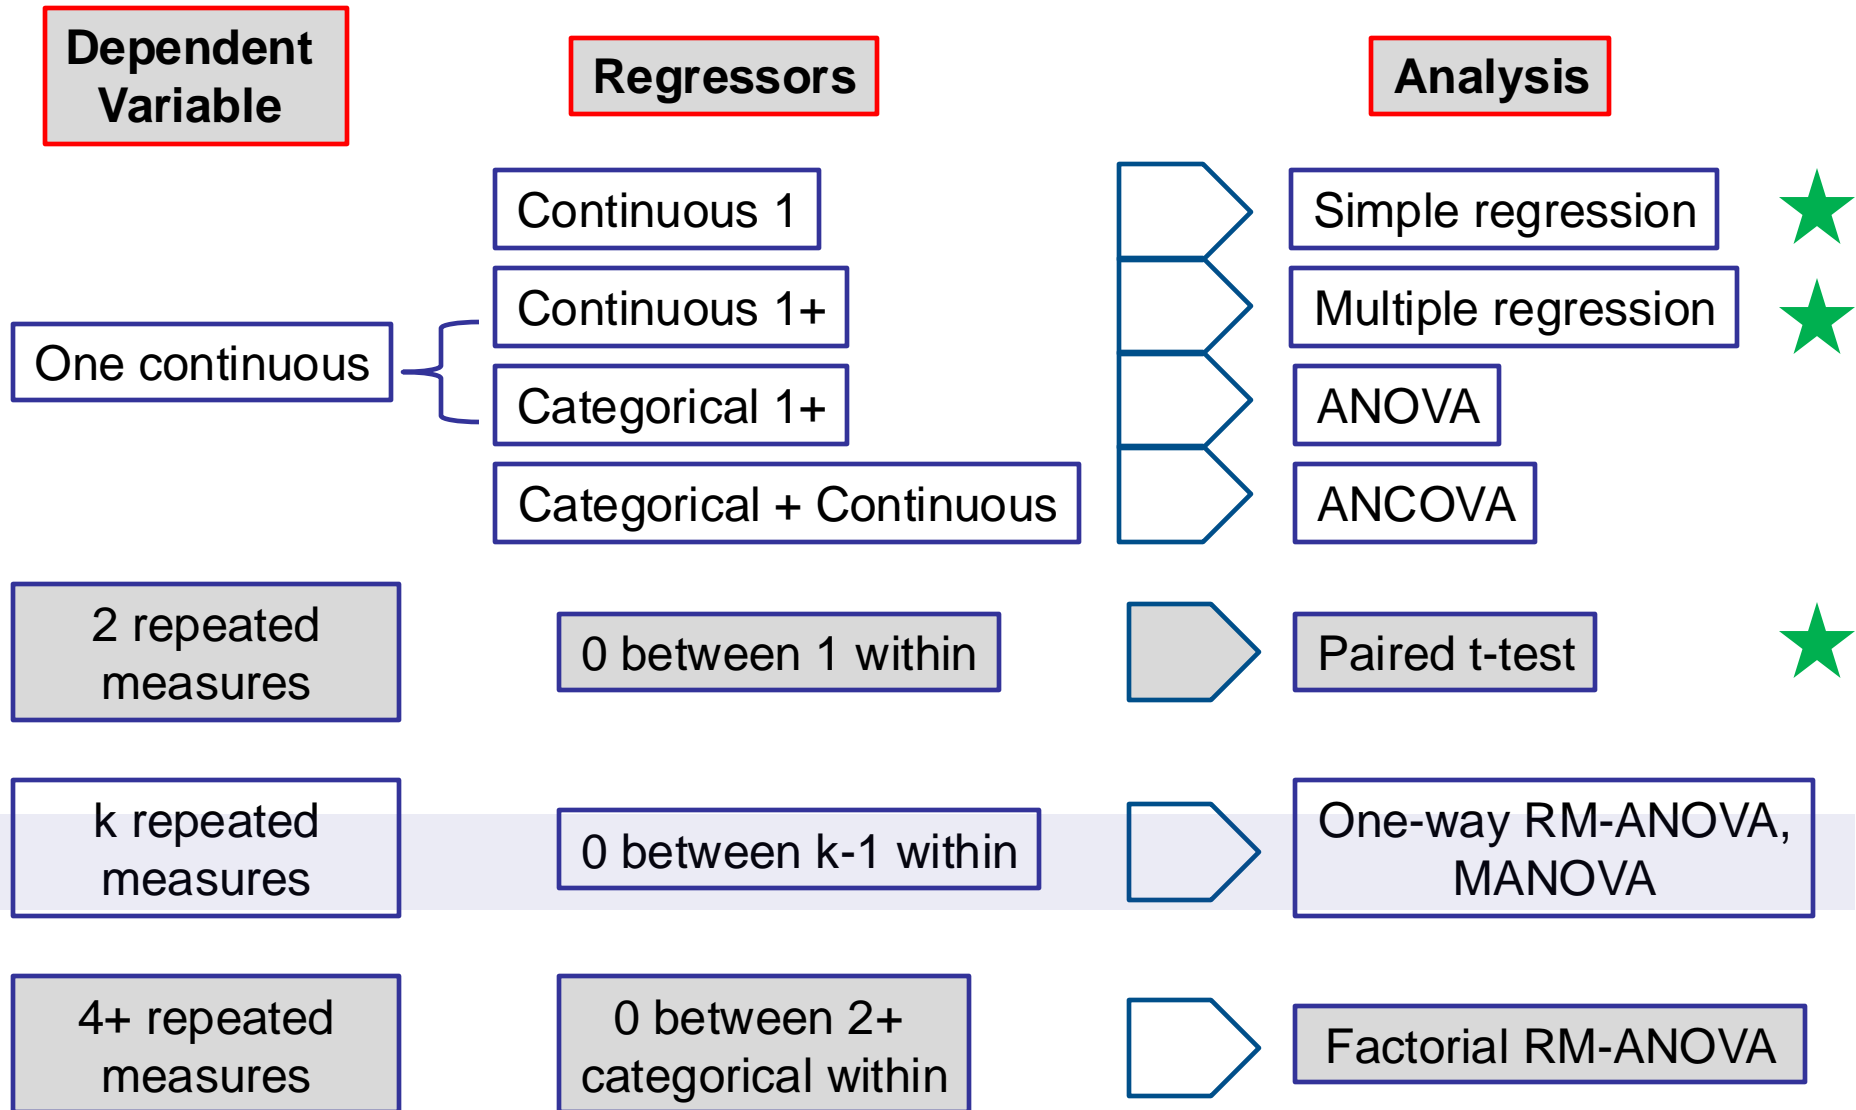 Dependent
Variable
Regressors
Analysis
Continuous 1
Simple regression
One continuous
Continuous 1+
Multiple regression
Categorical 1+
ANOVA
Categorical + Continuous
ANCOVA
2 repeated
measures
0 between 1 within
Paired t-test
k repeated
measures
0 between k-1 within
One-way RM-ANOVA,
MANOVA
4+ repeated
measures
0 between 2+
categorical within
Factorial RM-ANOVA